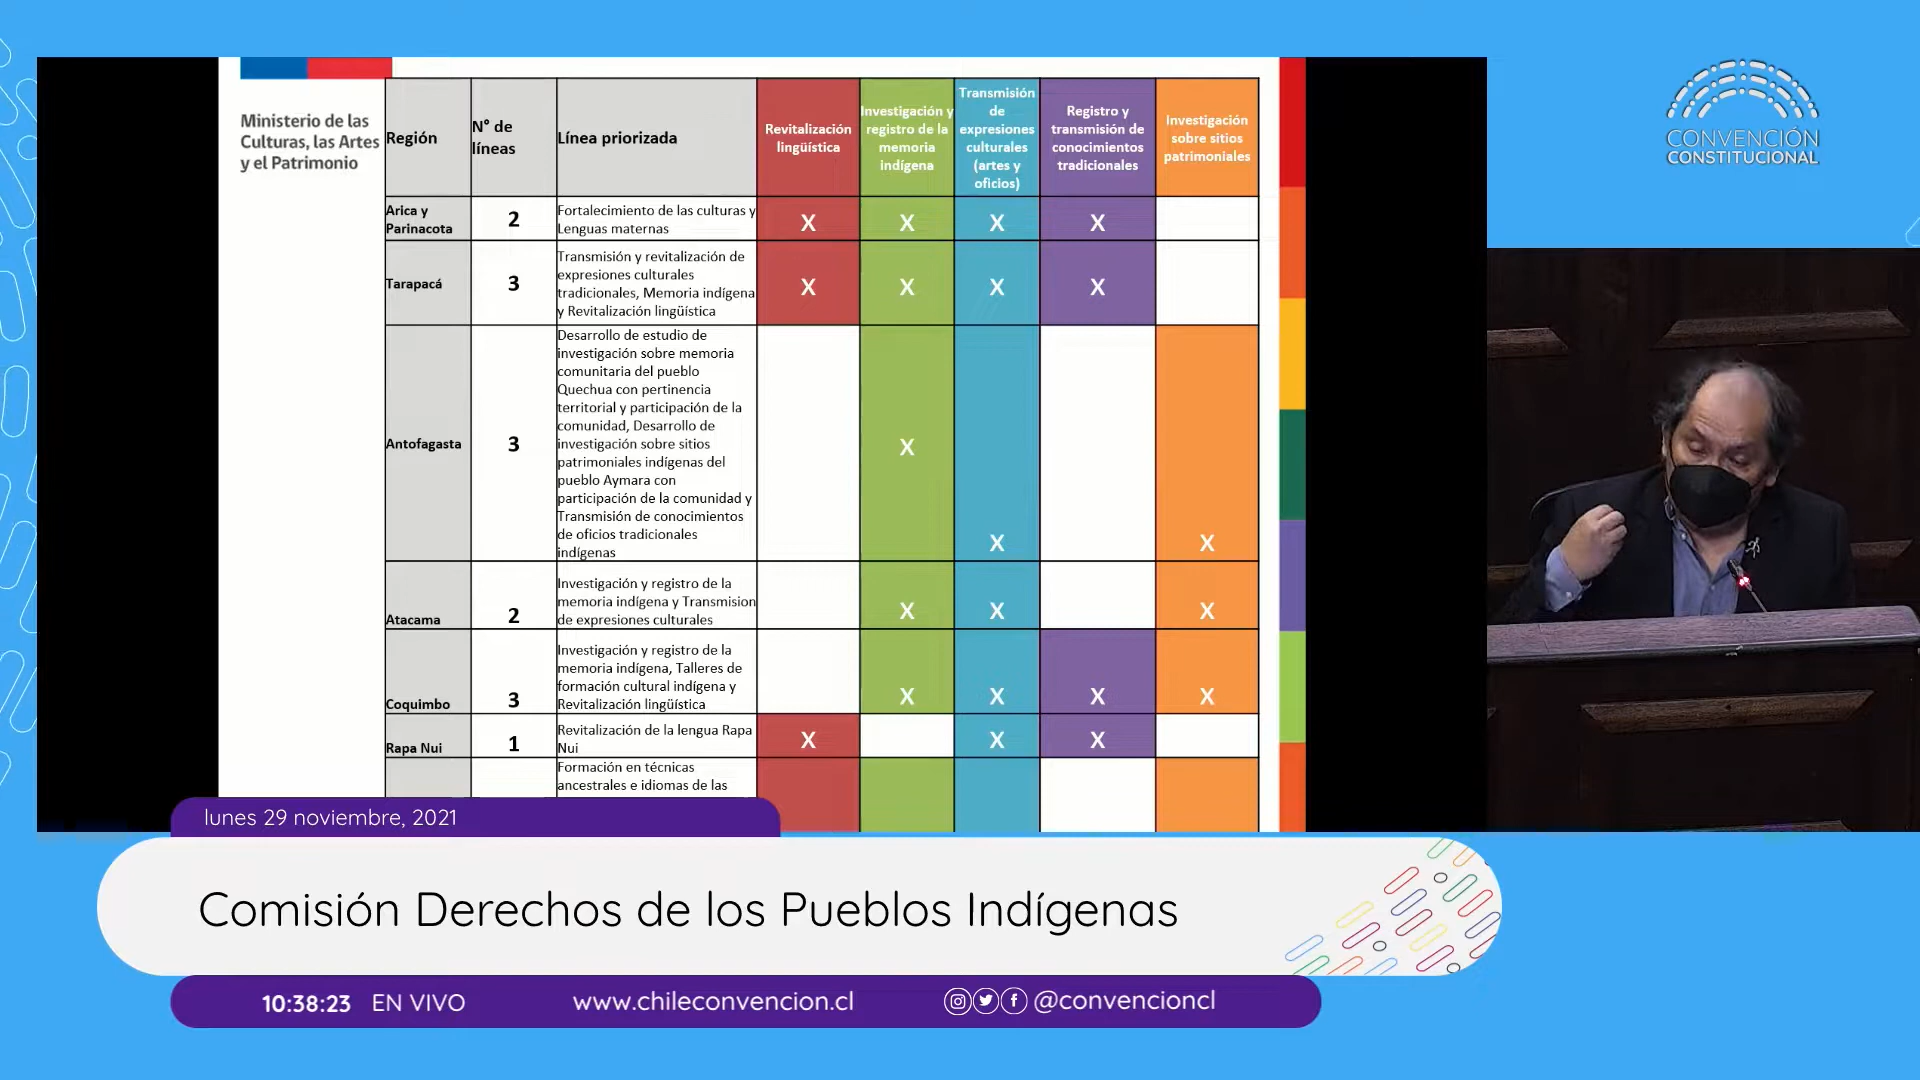 Ministerio de las
Culturas, las Artes
y el Patrimonio
Región
N° de
líneas
Línea priorizada
Revitalización
lingüística
Investigación y
registro de la
memoria
indígena
Transmisión
de
expresiones
culturales
(artes y
oficios)
Registro y
transmisión de
conocimientos
tradicionales
Investigación
sobre sitios
patrimoniales
Arica y
Parinacota
2
Fortalecimiento de las culturas y
Lenguas maternas
X X X X
Tarapacá
3
Transmisión y revitalización de
expresiones culturales
tradicionales, Memoria indígena
y Revitalización lingüística
X X X X
Antofagasta
3
Desarrollo de estudio de
investigación sobre memoria
comunitaria del pueblo
Quechua con pertinencia
territorial y participación de la
comunidad, Desarrollo de
investigación sobre sitios
patrimoniales indígenas del
pueblo Aymara con
participación de la comunidad y
Transmisión de conocimientos
de oficios tradicionales
indígenas
X X X
Atacama
2
Investigación y registro de la
memoria indígena y Transmision
de expresiones culturales
X X X
Coquimbo
3
Investigación y registro de la
memoria indígena, Talleres de
formación cultural indígena y
Revitalización lingüística
X X X X
Rapa Nui
1
Revitalización de la lengua Rapa
Nui
X X X
Formación en técnicas
ancestrales e idiomas de las
CONVENCIÓN
CONSTITUCIONAL
lunes 29 noviembre, 2021
Comisión Derechos de los Pueblos Indígenas
10:38:23 EN VIVO
www.chileconvencion.cl
@convencioncl